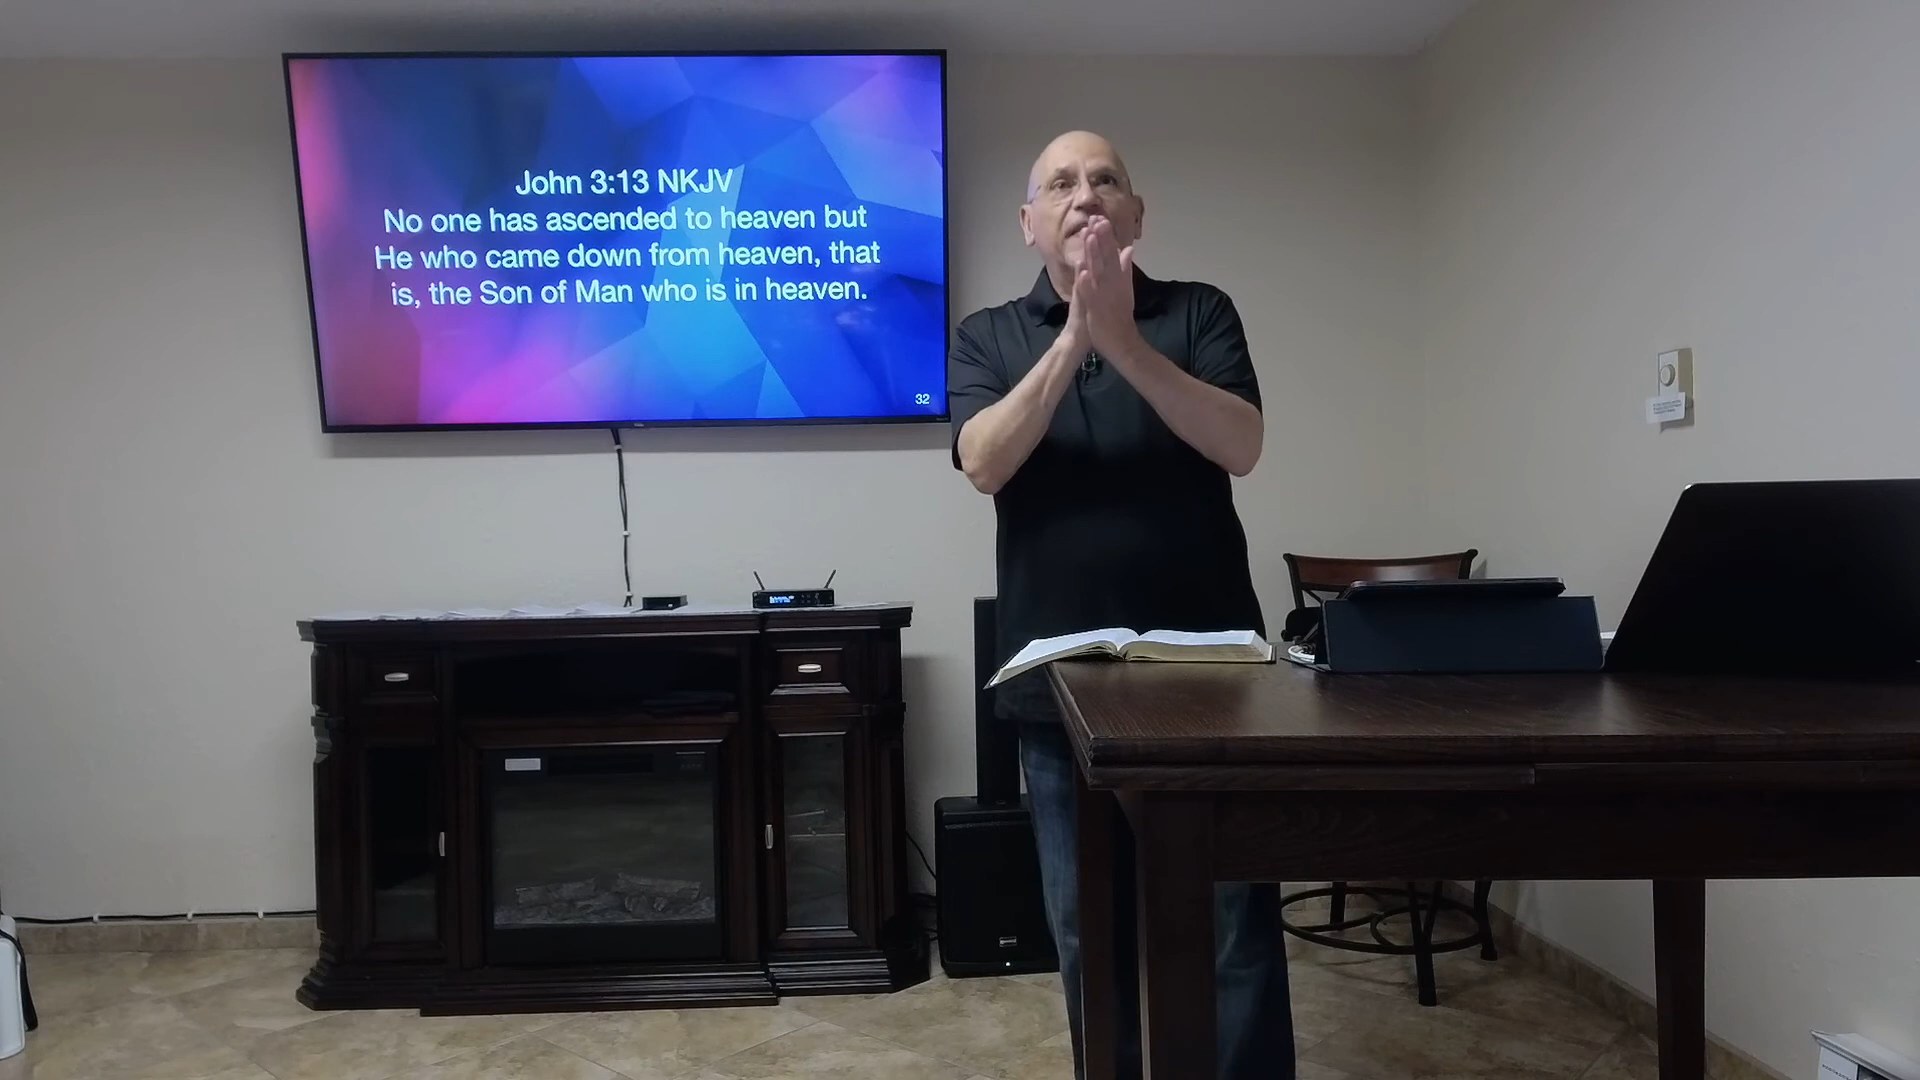 John 3:13 NKJV
No one has ascended to heaven but
He who came down from heaven, that
is, the Son of Man who is in heaven.
32